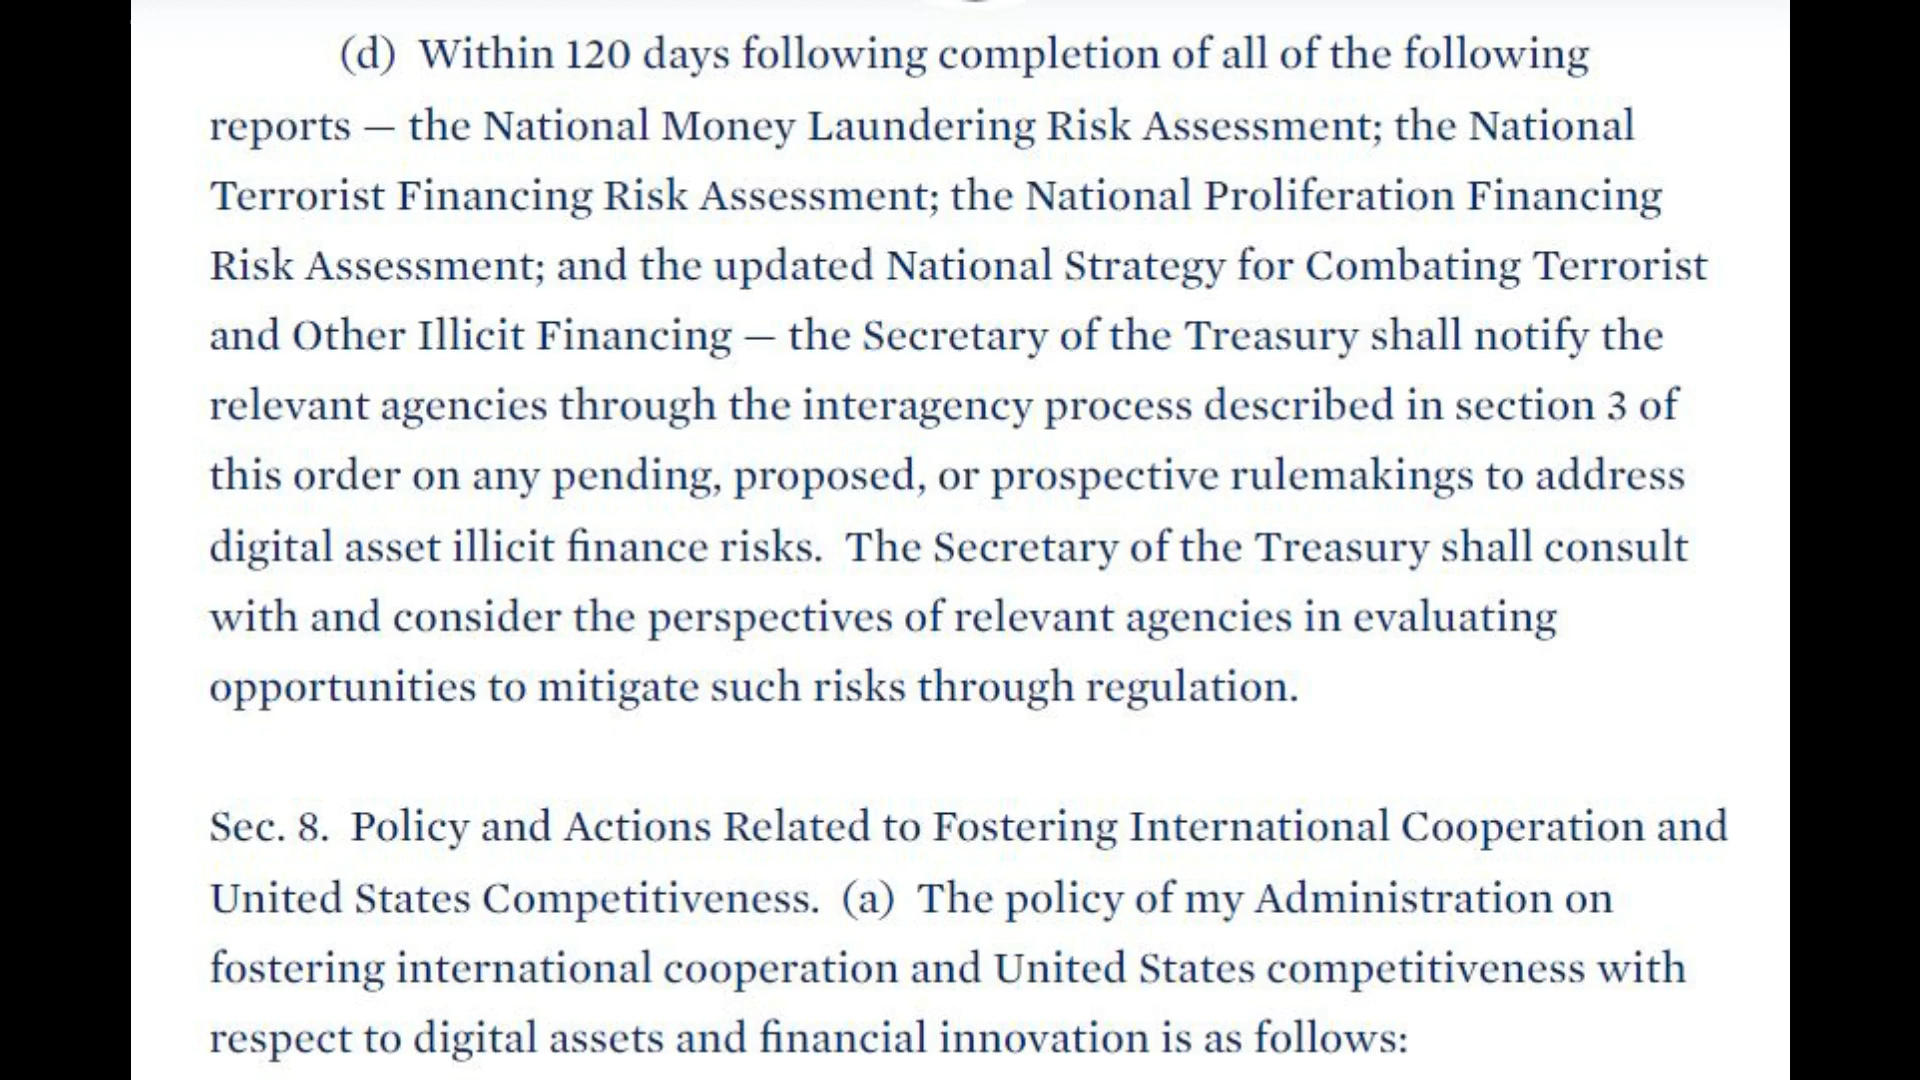 (d)  Within 120 days following completion of all of the following
reports — the National Money Laundering Risk Assessment; the National
Terrorist Financing Risk Assessment; the National Proliferation Financing
Risk Assessment; and the updated National Strategy for Combating Terrorist
and Other Illicit Financing — the Secretary of the Treasury shall notify the
relevant agencies through the interagency process described in section 3 of
this order on any pending, proposed, or prospective rulemakings to address
digital asset illicit finance risks.  The Secretary of the Treasury shall consult
with and consider the perspectives of relevant agencies in evaluating
opportunities to mitigate such risks through regulation.
Sec. 8.  Policy and Actions Related to Fostering International Cooperation and
United States Competitiveness.  (a)  The policy of my Administration on
fostering international cooperation and United States competitiveness with
respect to digital assets and financial innovation is as follows: